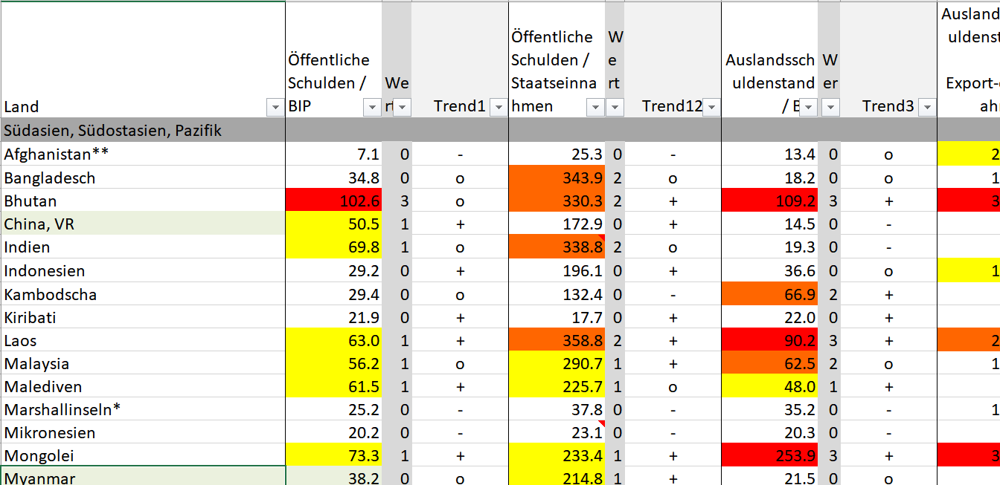 Land
Öffentliche
Schulden /
BIP
We
rt
Trend1
Öffentliche
Schulden /
Staatseinna
hmen
W
e
rt
Trend12
Auslandssch
uldenstand
/ B
W
er
Trend3
Ausland
uldenst
Export-
ah
Südasien, Südostasien, Pazifik
Afghanistan** 7.1 0 - 25.3 0 - 13.4 0 o 2
Bangladesch 34.8 0 o 343.9 2 o 18.2 0 o 1
Bhutan 102.6 3 o 330.3 2 + 109.2 3 + 3
China, VR 50.5 1 + 172.9 0 + 14.5 0 -
Indien 69.8 1 o 338.8 2 o 19.3 0 -
Indonesien 29.2 0 + 196.1 0 + 36.6 0 o 1
Kambodscha 29.4 0 o 132.4 0 - 66.9 2 +
Kiribati 21.9 0 + 17.7 0 + 22.0 0 +
Laos 63.0 1 + 358.8 2 + 90.2 3 + 2
Malaysia 56.2 1 o 290.7 1 + 62.5 2 o 1
Malediven 61.5 1 + 225.7 1 o 48.0 1 +
Marshallinseln* 25.2 0 - 37.8 0 - 35.2 0 - 1
Mikronesien 20.2 0 - 23.1 0 - 20.3 0 -
Mongolei 73.3 1 + 233.4 1 + 253.9 3 + 3
Myanmar 38.2 0 o 214.8 1 + 21.5 0 o